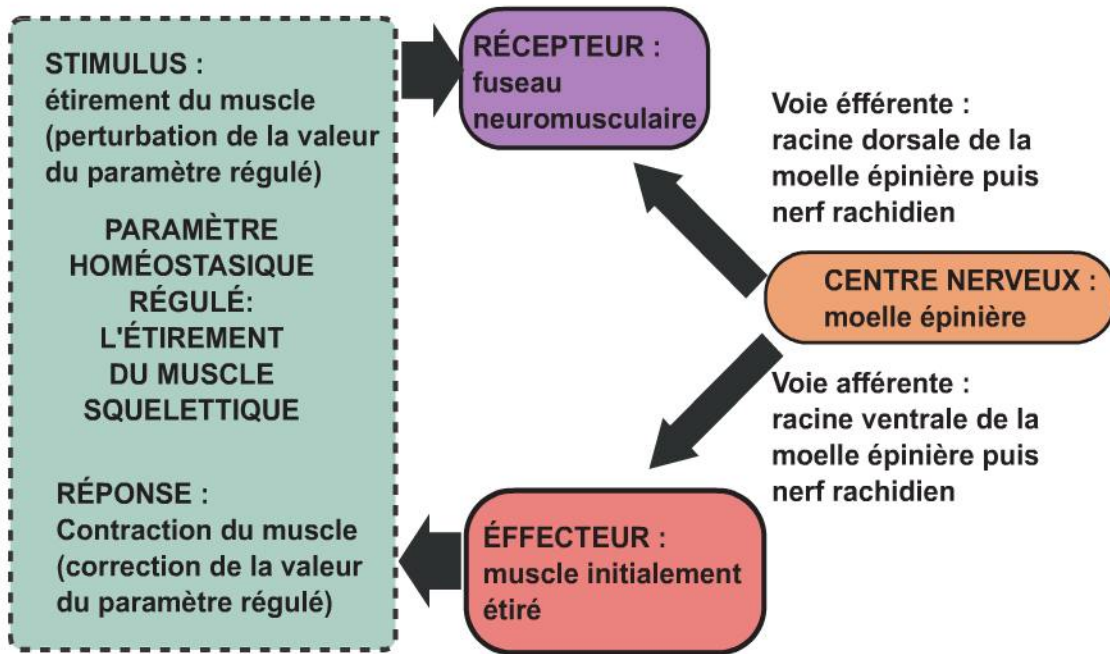 STIMULUS :
étirement du muscle
(perturbation de la valeur
du paramètre régulé)
PARAMÈTRE
HOMÉOSTASIQUE
RÉGULÉ:
L'ÉTIREMENT
DU MUSCLE
SQUELETTIQUE
RÉPONSE :
Contraction du muscle
(correction de la valeur
du paramètre régulé)
RÉCEPTEUR :
fuseau
neuromusculaire
Voie éfférente :
racine dorsale de la
moelle épinière puis
nerf rachidien
CENTRE NERVEUX :
moelle épinière
Voie afférente :
racine ventrale de la
moelle épinière puis
nerf rachidien
ÉFFECTEUR :
muscle initialement
étiré